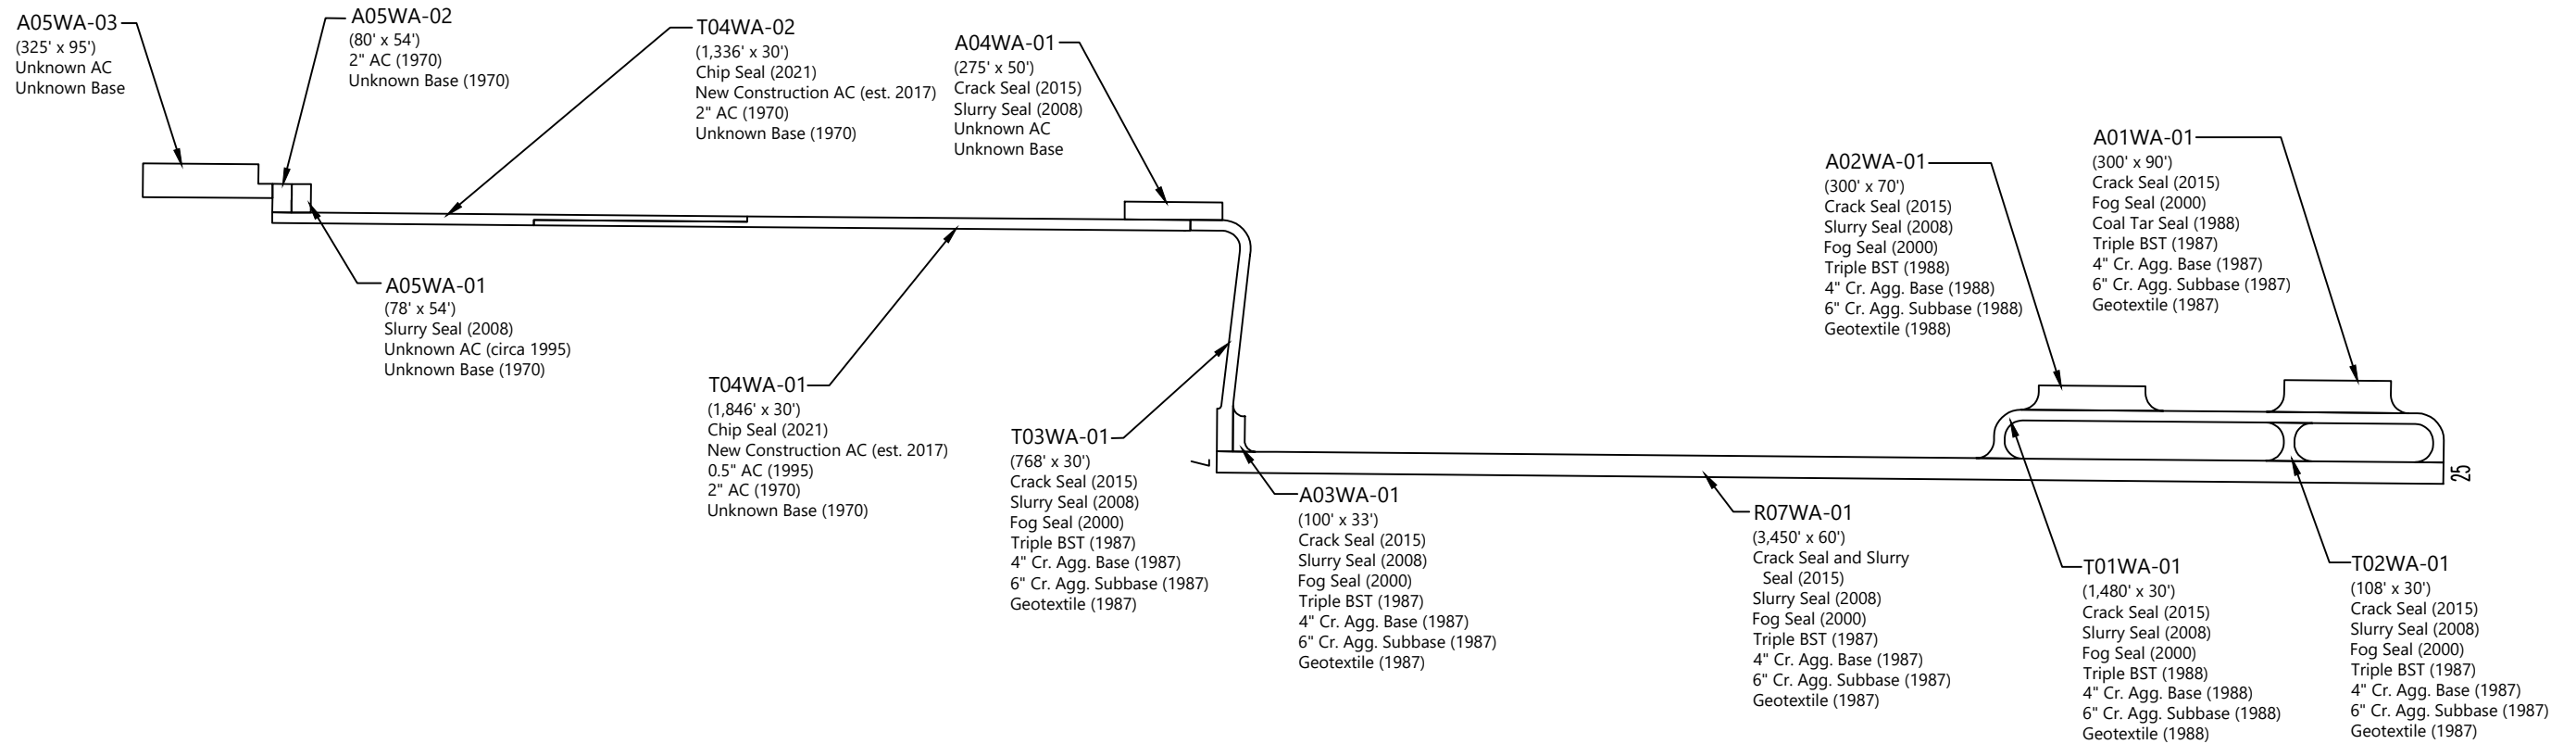 A05WA-03
(325' x 95')
Unknown AC
Unknown Base
A05WA-02
(80' x 54')
2" AC (1970)
Unknown Base (1970)
T04WA-02
(1,336' x 30')
Chip Seal (2021)
New Construction AC (est. 2017)
2" AC (1970)
Unknown Base (1970)
A04WA-01
(275' x 50')
Crack Seal (2015)
Slurry Seal (2008)
Unknown AC
Unknown Base
A02WA-01
(300' x 70')
Crack Seal (2015)
Slurry Seal (2008)
Fog Seal (2000)
Triple BST (1988)
4" Cr. Agg. Base (1988)
6" Cr. Agg. Subbase (1988)
Geotextile (1988)
A01WA-01
(300' x 90')
Crack Seal (2015)
Fog Seal (2000)
Coal Tar Seal (1988)
Triple BST (1987)
4" Cr. Agg. Base (1987)
6" Cr. Agg. Subbase (1987)
Geotextile (1987)
A05WA-01
(78' x 54')
Slurry Seal (2008)
Unknown AC (circa 1995)
Unknown Base (1970)
T04WA-01
(1,846' x 30')
Chip Seal (2021)
New Construction AC (est. 2017)
0.5" AC (1995)
2" AC (1970)
Unknown Base (1970)
T03WA-01
(768' x 30')
Crack Seal (2015)
Slurry Seal (2008)
Fog Seal (2000)
Triple BST (1987)
4" Cr. Agg. Base (1987)
6" Cr. Agg. Subbase (1987)
Geotextile (1987)
7
A03WA-01
(100' x 33')
Crack Seal (2015)
Slurry Seal (2008)
Fog Seal (2000)
Triple BST (1987)
4" Cr. Agg. Base (1987)
6" Cr. Agg. Subbase (1987)
Geotextile (1987)
R07WA-01
(3,450' x 60')
Crack Seal and Slurry
Seal (2015)
Slurry Seal (2008)
Fog Seal (2000)
Triple BST (1987)
4" Cr. Agg. Base (1987)
6" Cr. Agg. Subbase (1987)
Geotextile (1987)
25
T01WA-01
(1,480' x 30')
Crack Seal (2015)
Slurry Seal (2008)
Fog Seal (2000)
Triple BST (1988)
4" Cr. Agg. Base (1988)
6" Cr. Agg. Subbase (1988)
Geotextile (1988)
T02WA-01
(108' x 30')
Crack Seal (2015)
Slurry Seal (2008)
Fog Seal (2000)
Triple BST (1987)
4" Cr. Agg. Base (1987)
6" Cr. Agg. Subbase (1987)
Geotextile (1987)